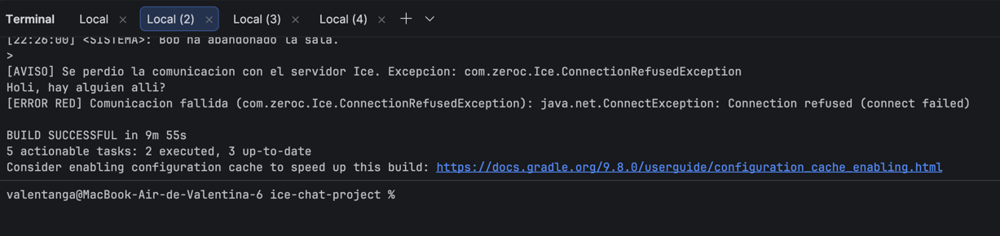 Terminal Local × Local (2) × Local (3) × Local (4) × +
[22:26:00] <SISTEMA>: Bob ha abandonado la sala.
>
[AVISO] Se perdio la comunicacion con el servidor Ice. Excepcion: com.zeroc.Ice.ConnectionRefusedException
Holi, hay alguien alli?
[ERROR RED] Comunicacion fallida (com.zeroc.Ice.ConnectionRefusedException): java.net.ConnectException: Connection refused (connect failed)
BUILD SUCCESSFUL in 9m 55s
5 actionable tasks: 2 executed, 3 up-to-date
Consider enabling configuration cache to speed up this build: https://docs.gradle.org/9.8.0/userguide/configuration_cache_enabling.html
valentanga@MacBook-Air-de-Valentina-6 ice-chat-project %